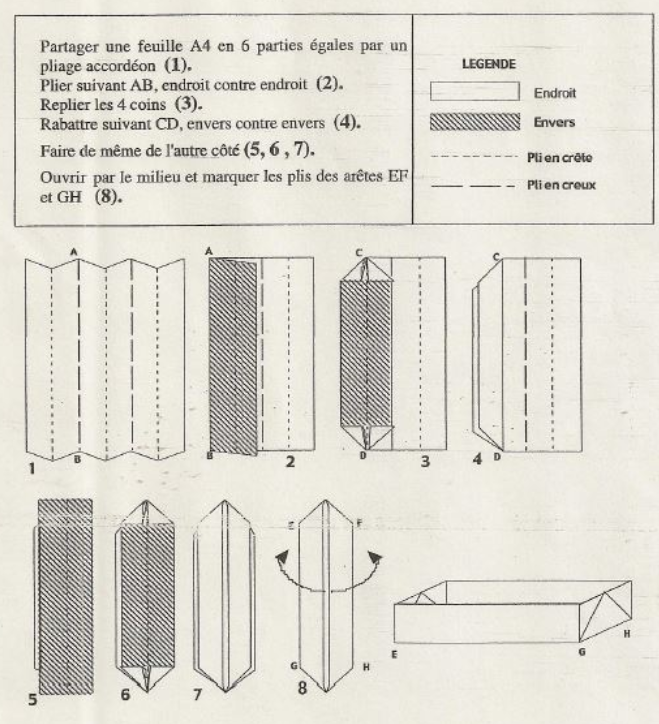 Partager une feuille A4 en 6 parties égales par un
pliage accordéon (1).
Plier suivant AB, endroit contre endroit (2).
Replier les 4 coins (3).
Rabattre suivant CD, envers contre envers (4).
Faire de même de l'autre côté (5, 6 , 7).
Ouvrir par le milieu et marquer les plis des arêtes EF
et GH (8).
LEGENDE
Endroit
Envers
Pli en crête
Pli en creux
A
B
1
A
B
2
C
D
3
C
D
4
5
6
7
E
F
G
H
8
E
G
H